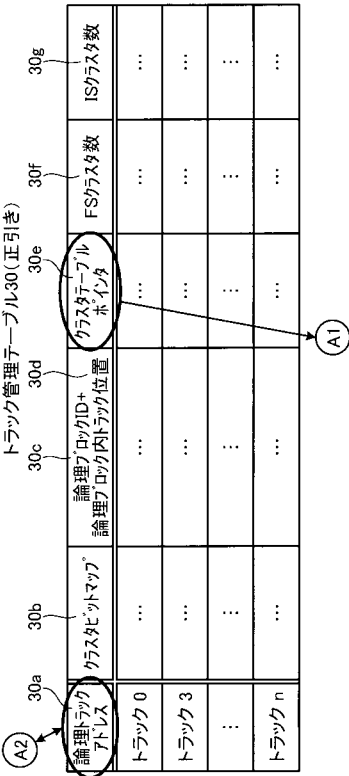 トラック管理テーブル30(正引き)
30a 30b 30c 30d 30e 30f 30g
A2
論理トラックアドレス クラスタビットマップ 論理ブロックID+論理ブロック内トラック位置 クラスタテーブルポインタ FSクラスタ数 ISクラスタ数
トラック 0 … … … … …
トラック 3 … … … … …
⋮ ⋮ ⋮ ⋮ ⋮ ⋮
トラック n … … … … …
A1